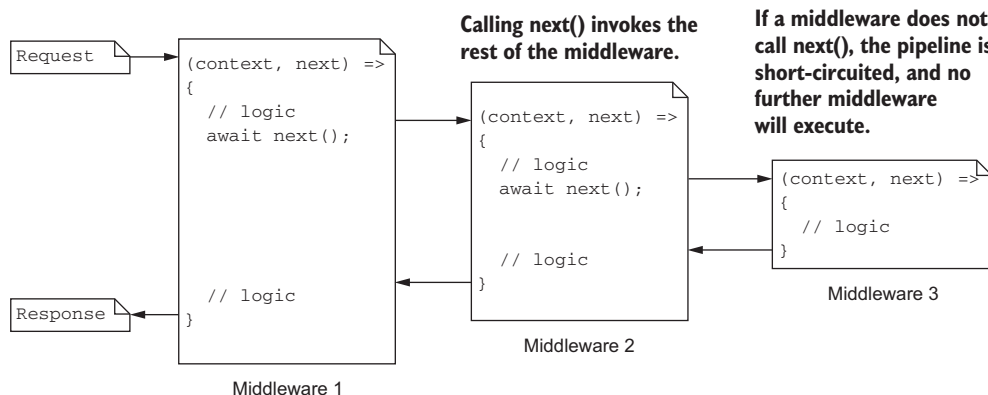 Request
(context, next) =>
{
// logic
await next();
// logic
}
Response
Middleware 1
Calling next() invokes the
rest of the middleware.
(context, next) =>
{
// logic
await next();
// logic
}
Middleware 2
If a middleware does not
call next(), the pipeline is
short-circuited, and no
further middleware
will execute.
(context, next) =>
{
// logic
}
Middleware 3